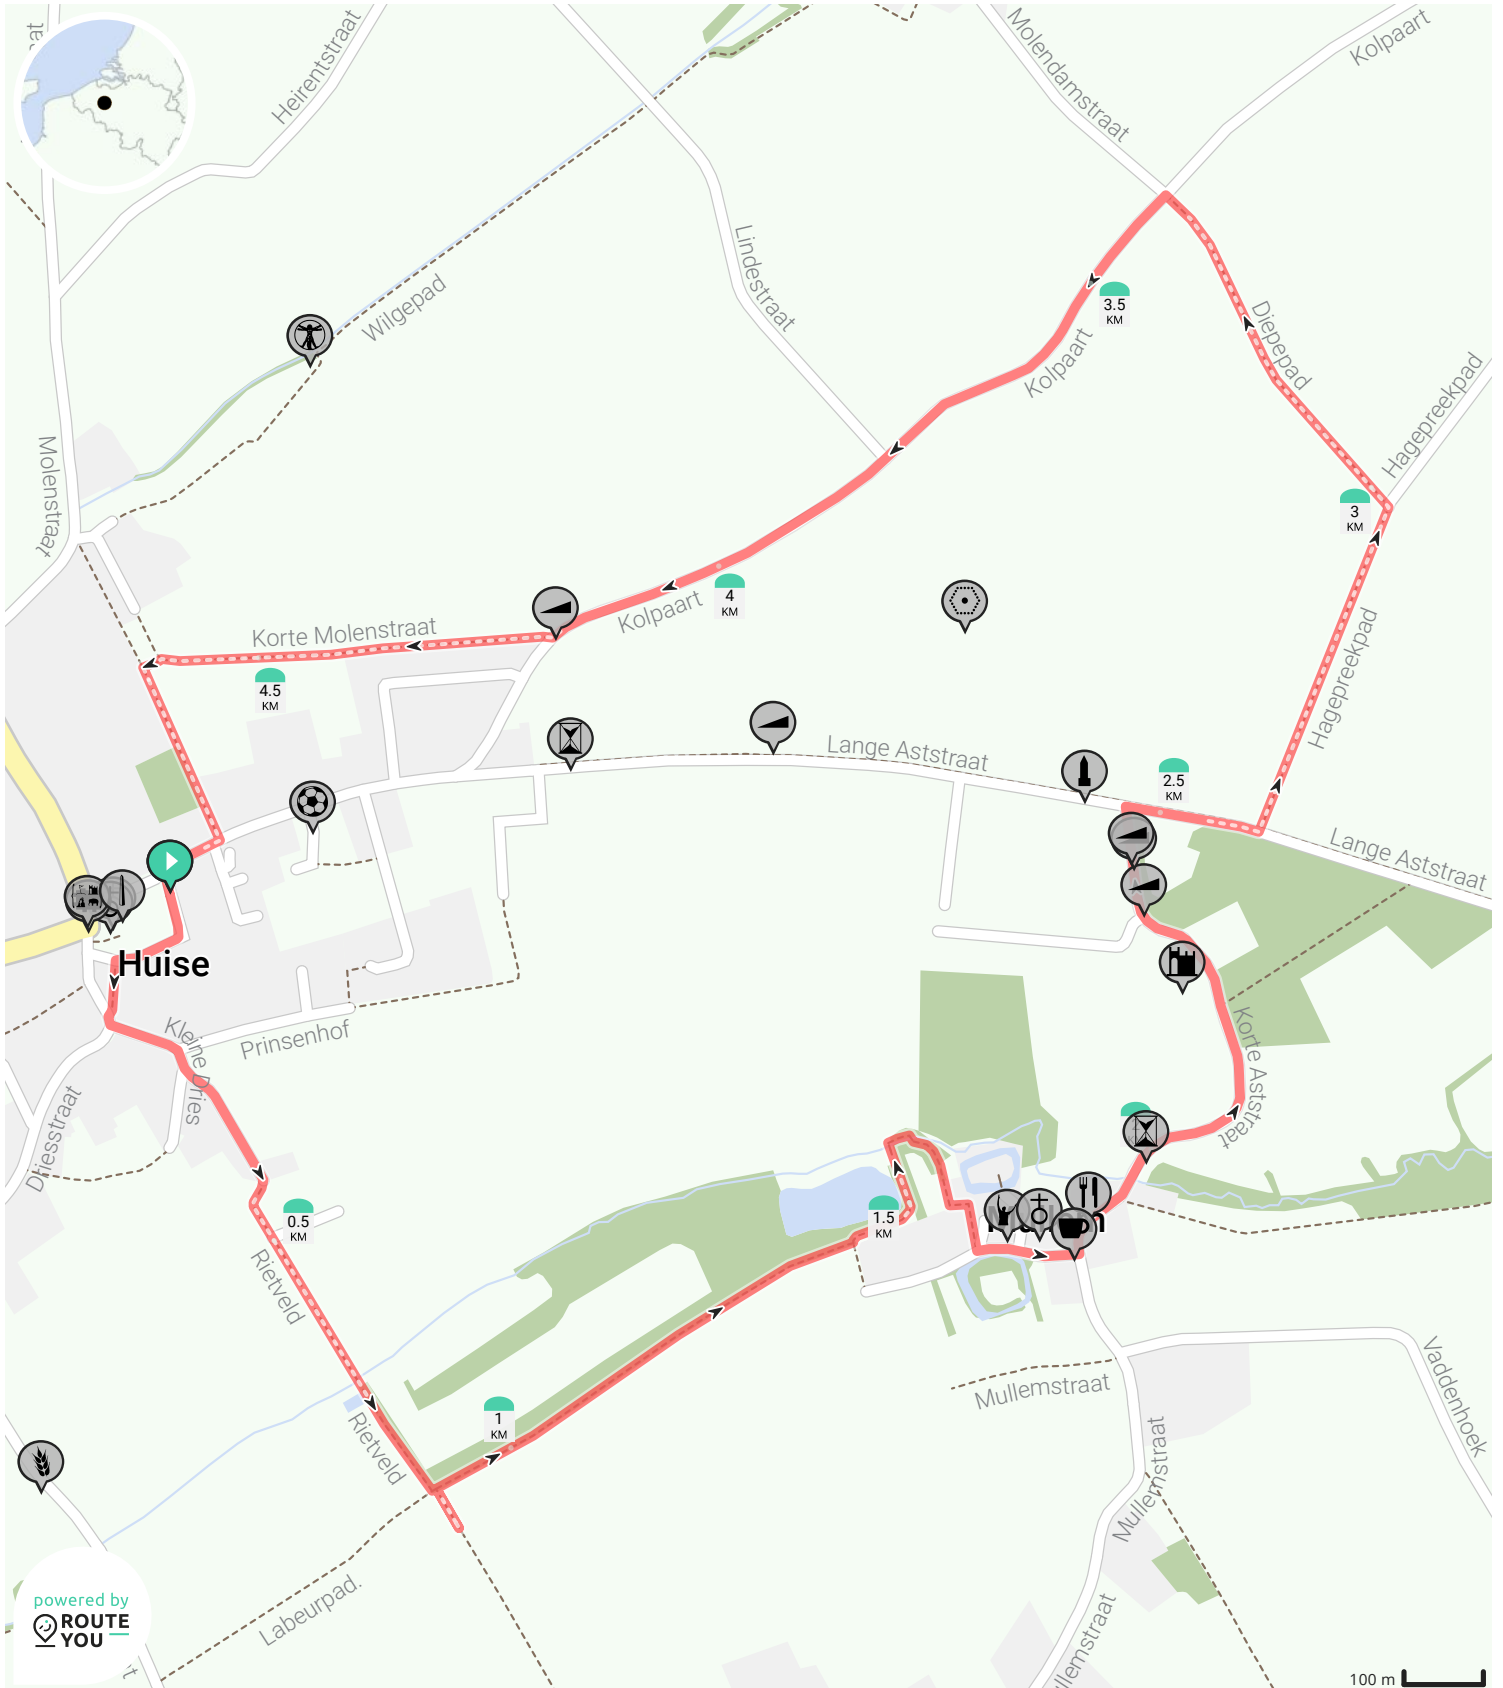 Heirentstraat
Molendamstraat
Kolpaart
Lindestraat
Wilgepad
Diepepad
3.5
KM
Kolpaart
Hagepreekpad
Molenstraat
3
KM
4
KM
Kolpaart
Korte Molenstraat
4.5
KM
Hagepreekpad
Lange Aststraat
2.5
KM
Lange Aststraat
Huise
Kleine Dries
Prinsenhof
Driesstraat
Korte Aststraat
0.5
KM
1.5
KM
Rietveld
Mullemstraat
Vaddenhoek
1
KM
Rietveld
Mullemstraat
Labeurpad.
powered by
ROUTE
YOU
100 m